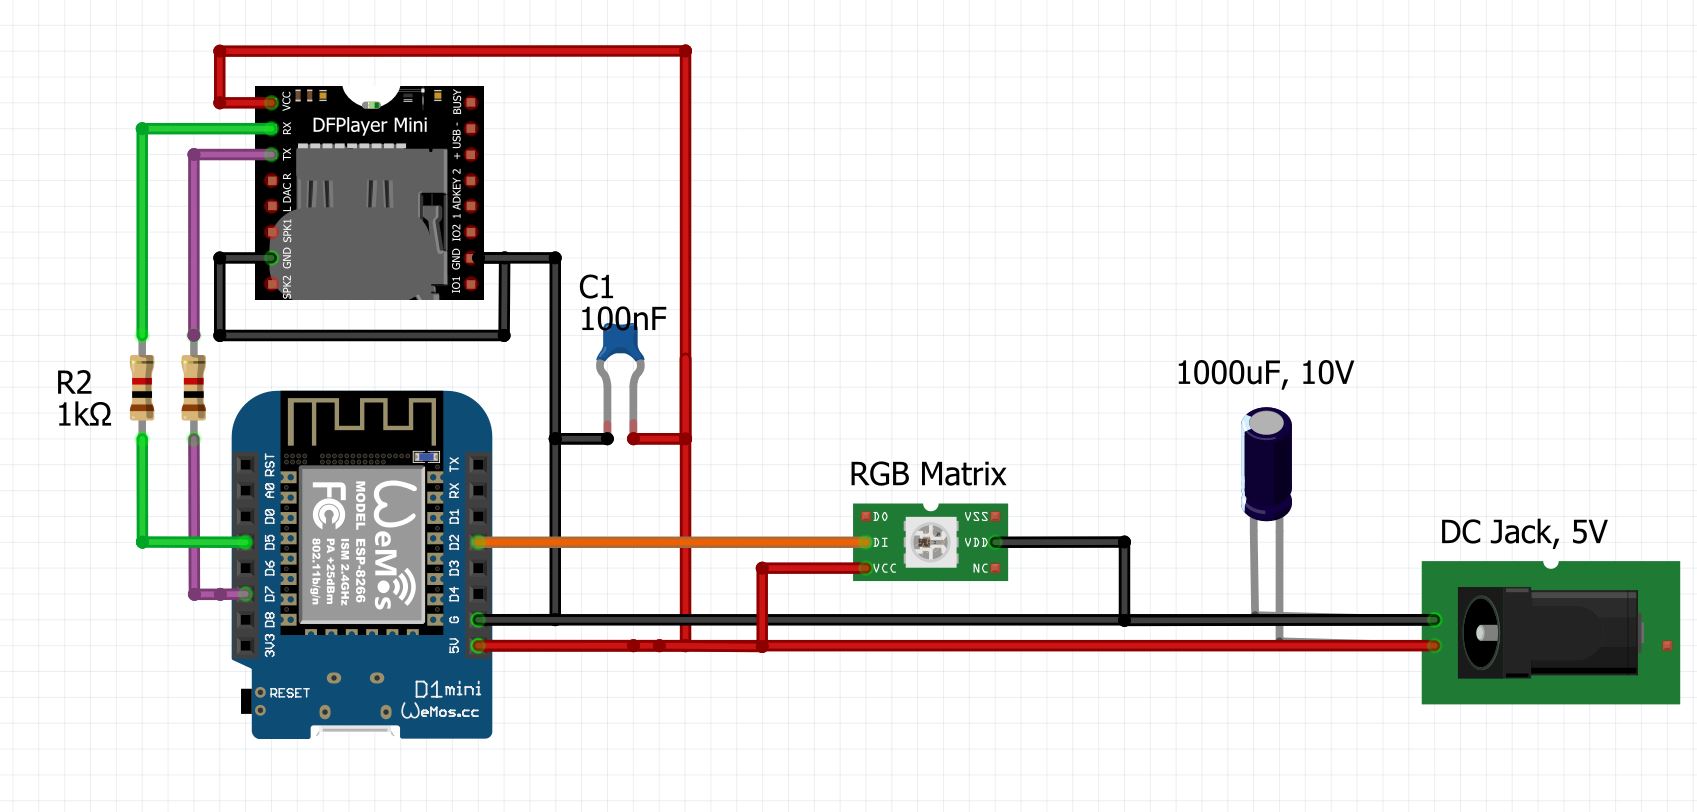 VCC
RX
TX
DAC R
L
SPK1
GND
SPK2
DFPlayer Mini
BUSY
USB -
+
ADKEY 2
1
IO2
GND
IO1
C1
100nF
R2
1kΩ
RST
A0
D0
D5
D6
D7
D8
3V3
TX
RX
D1
D2
D3
D4
G
5V
WeMos
FC
MODEL ESP-8266
ISM 2.4GHz
PA +25dBm
802.11b/g/n
RESET
D1mini
WeMos.cc
RGB Matrix
DO
DI
VCC
VSS
VDD
NC
1000uF, 10V
DC Jack, 5V